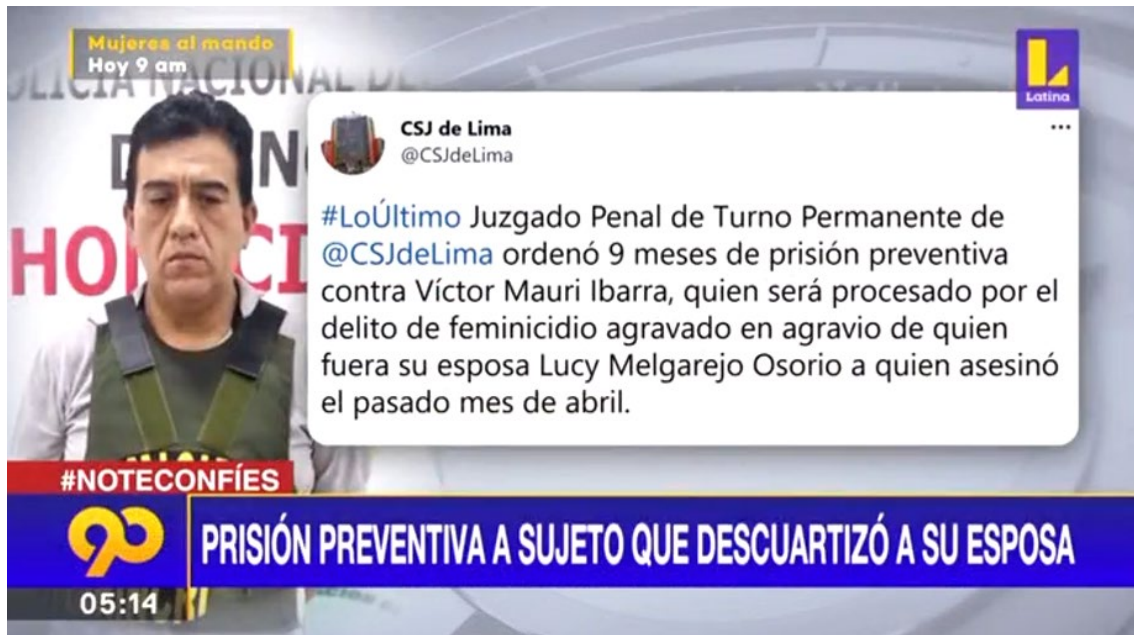 Mujeres al mando
Hoy 9 am
Latina
CSJ de Lima
@CSJdeLima
#LoÚltimo Juzgado Penal de Turno Permanente de
@CSJdeLima ordenó 9 meses de prisión preventiva
contra Víctor Mauri Ibarra, quien será procesado por el
delito de feminicidio agravado en agravio de quien
fuera su esposa Lucy Melgarejo Osorio a quien asesinó
el pasado mes de abril.
#NOTECONFÍES
90
PRISIÓN PREVENTIVA A SUJETO QUE DESCUARTIZÓ A SU ESPOSA
05:14